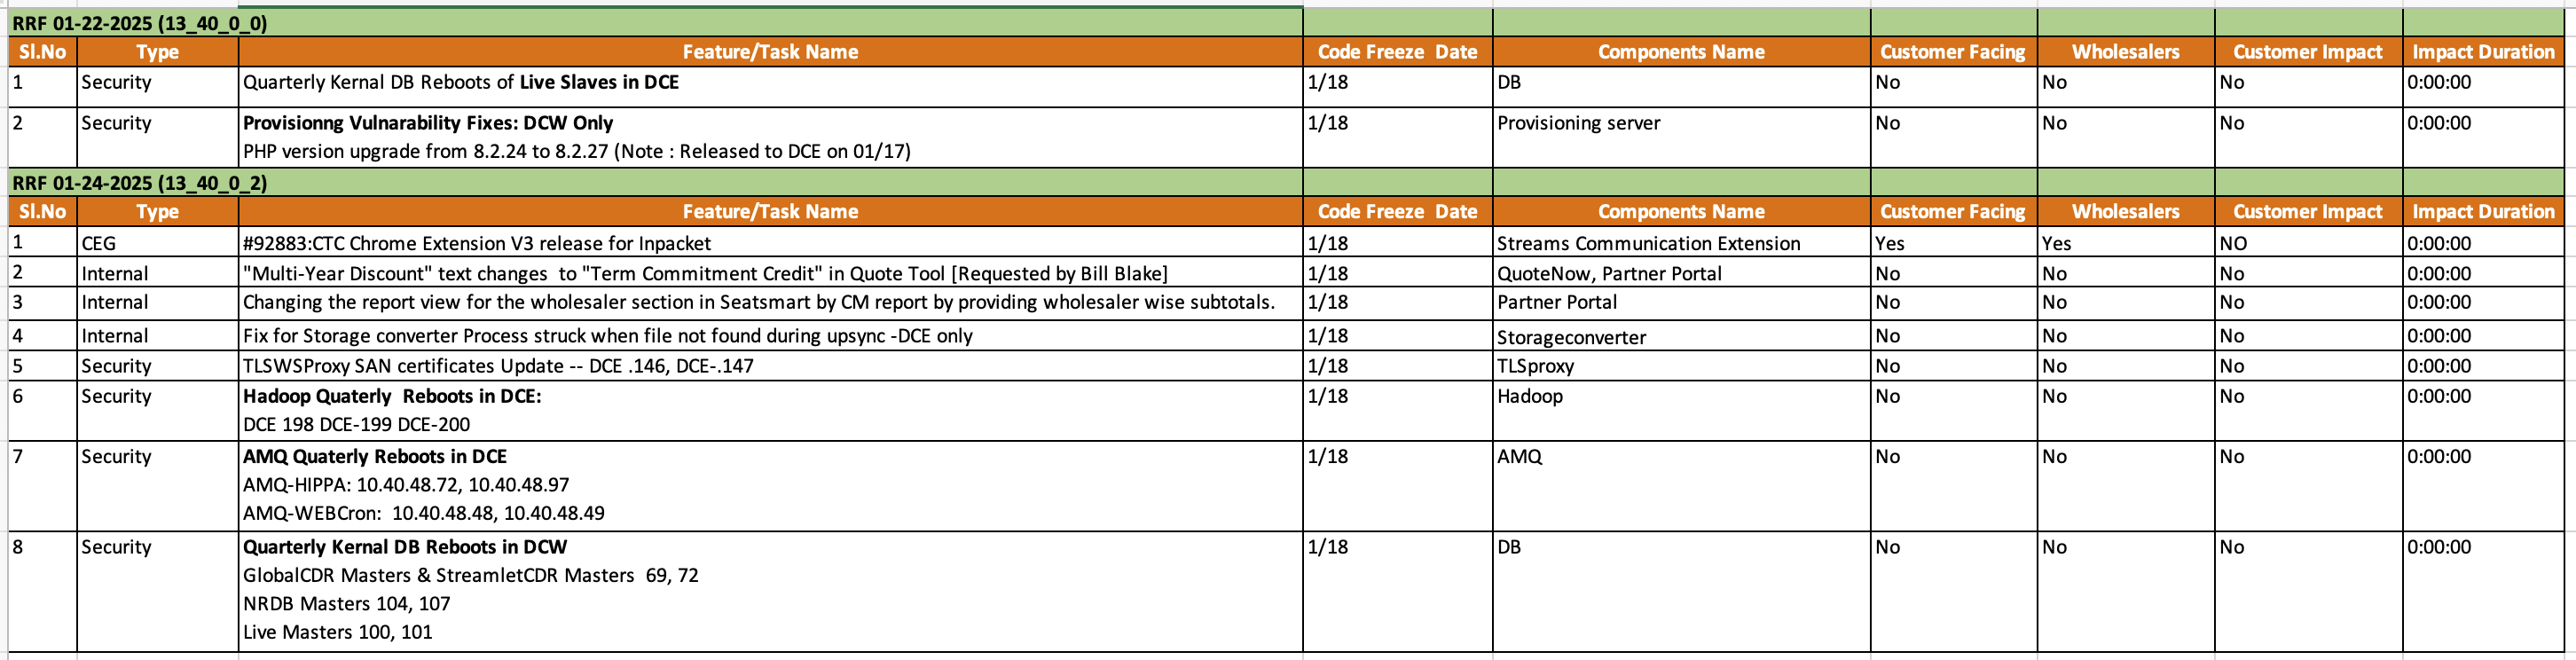 RRF 01-22-2025 (13_40_0_0)
Sl.No Type Feature/Task Name Code Freeze  Date Components Name Customer Facing Wholesalers Customer Impact Impact Duration
1 Security Quarterly Kernal DB Reboots of Live Slaves in DCE 1/18 DB No No No 0:00:00
2 Security Provisionng Vulnarability Fixes: DCW Only 1/18 Provisioning server No No No 0:00:00
PHP version upgrade from 8.2.24 to 8.2.27 (Note : Released to DCE on 01/17)
RRF 01-24-2025 (13_40_0_2)
Sl.No Type Feature/Task Name Code Freeze  Date Components Name Customer Facing Wholesalers Customer Impact Impact Duration
1 CEG #92883:CTC Chrome Extension V3 release for Inpacket 1/18 Streams Communication Extension Yes Yes NO 0:00:00
2 Internal "Multi-Year Discount" text changes  to "Term Commitment Credit" in Quote Tool [Requested by Bill Blake] 1/18 QuoteNow, Partner Portal No No No 0:00:00
3 Internal Changing the report view for the wholesaler section in Seatsmart by CM report by providing wholesaler wise subtotals. 1/18 Partner Portal No No No 0:00:00
4 Internal Fix for Storage converter Process struck when file not found during upsync -DCE only 1/18 Storageconverter No No No 0:00:00
5 Security TLSWSProxy SAN certificates Update -- DCE .146, DCE-.147 1/18 TLSproxy No No No 0:00:00
6 Security Hadoop Quaterly  Reboots in DCE: 1/18 Hadoop No No No 0:00:00
DCE 198 DCE-199 DCE-200
7 Security AMQ Quaterly Reboots in DCE 1/18 AMQ No No No 0:00:00
AMQ-HIPPA: 10.40.48.72, 10.40.48.97
AMQ-WEBCron:  10.40.48.48, 10.40.48.49
8 Security Quarterly Kernal DB Reboots in DCW 1/18 DB No No No 0:00:00
GlobalCDR Masters & StreamletCDR Masters  69, 72
NRDB Masters 104, 107
Live Masters 100, 101